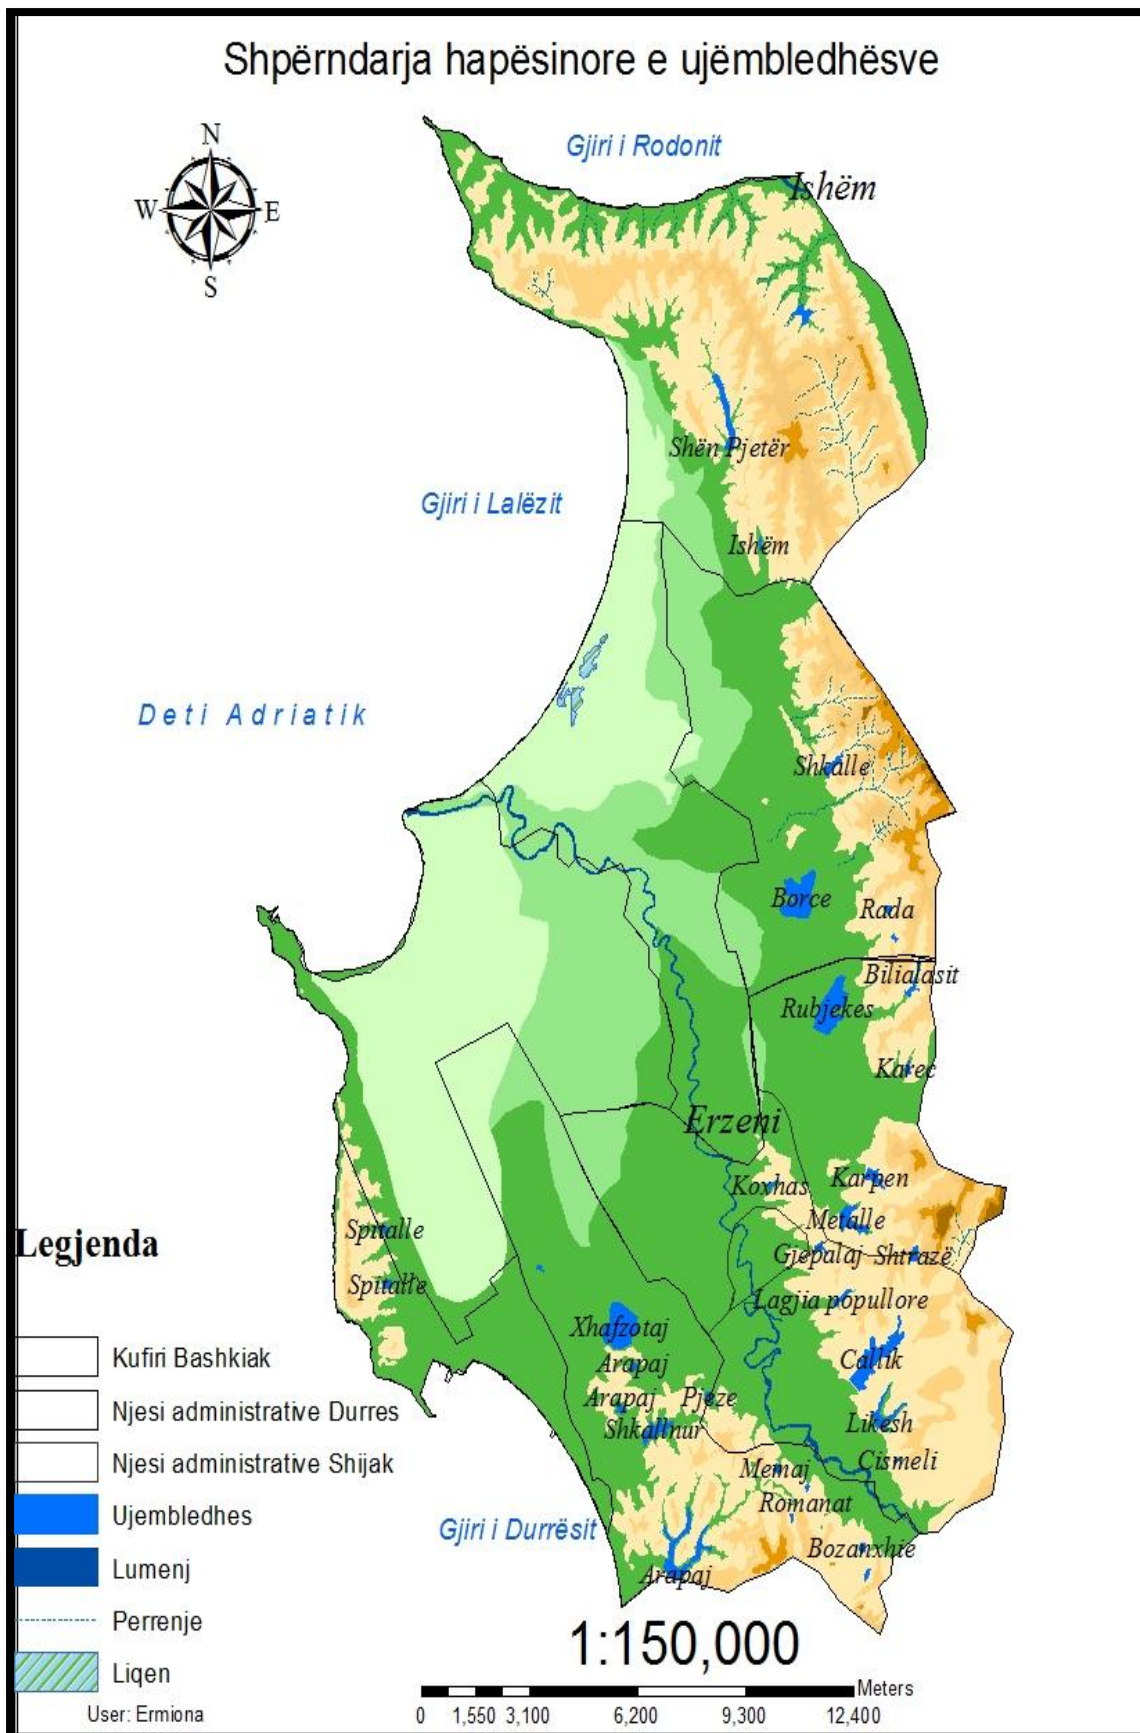 Shpërndarja hapësinore e ujëmbledhësve
N
W E
S
Gjiri i Rodonit
Ishëm
Shën Pjetër
Gjiri i Lalëzit
Ishëm
Deti Adriatik
Shkalle
Borce
Rada
Bilialasit
Rubjekes
Karec
Erzeni
Koxhas
Karpen
Metalle
Spitalle
Gjepalaj
Shtrazë
Spitalle
Lagjia popullore
Xhafzotaj
Callik
Arapaj
Arapaj
Pjeze
Shkallnur
Likesh
Cismeli
Memaj
Romanat
Gjiri i Durrësit
Bozanxhie
Arapaj
Legjenda
Kufiri Bashkiak
Njesi administrative Durres
Njesi administrative Shijak
Ujembledhes
Lumenj
Perrenje
Liqen
User: Ermiona
1:150,000
Meters
0 1,550 3,100 6,200 9,300 12,400